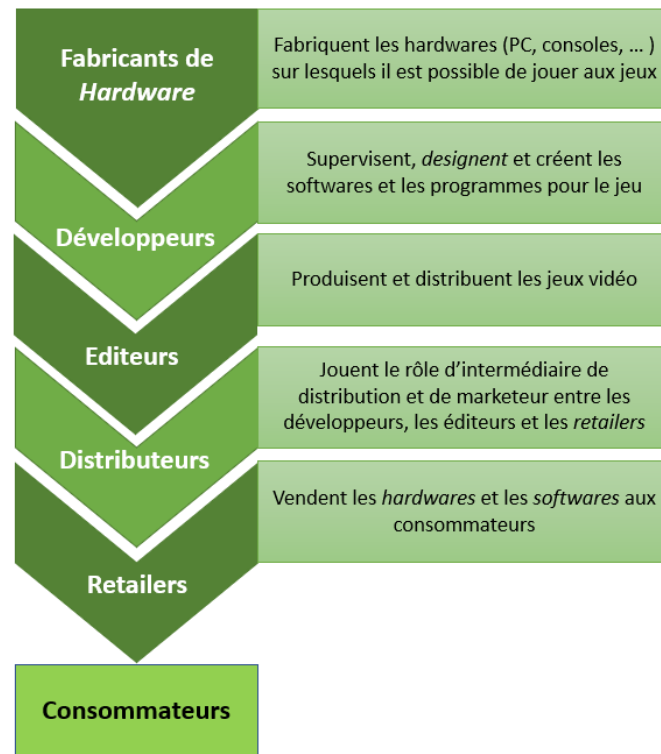 Fabricants de
Hardware
Fabriquent les hardwares (PC, consoles, … )
sur lesquels il est possible de jouer aux jeux
Développeurs
Supervisent, designent et créent les
softwares et les programmes pour le jeu
Editeurs
Produisent et distribuent les jeux vidéo
Distributeurs
Jouent le rôle d’intermédiaire de
distribution et de marketeur entre les
développeurs, les éditeurs et les retailers
Retailers
Vendent les hardwares et les softwares aux
consommateurs
Consommateurs